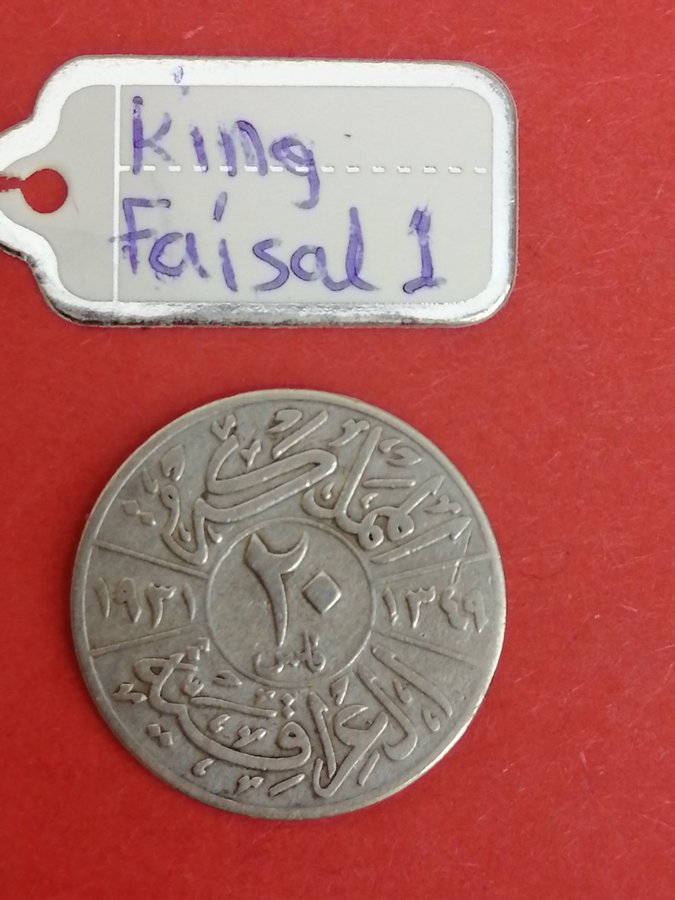 King
Faisal 1
المملكة
١٩٣١
٢٠
١٣٤٩
فلس
العراقية